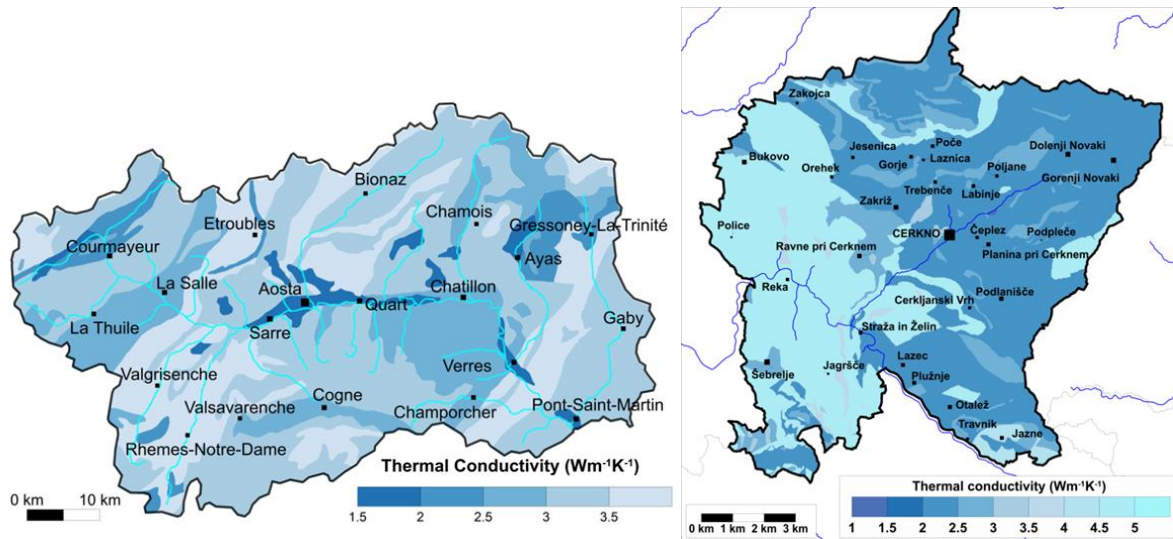 Bionaz
Chamois
Etroubles
Gressoney-La-Trinité
Courmayeur
Ayas
La Salle
Aosta
Chatillon
Quart
La Thuile
Sarre
Gaby
Verres
Valgrisenche
Cogne
Valsavarenche
Champorcher
Pont-Saint-Martin
Rhemes-Notre-Dame
Thermal Conductivity (Wm-1K-1)
0 km 10 km
1.5 2 2.5 3 3.5
Zakojca
Poče
Jesenica
Dolenji Novaki
Bukovo
Gorje
Laznica
Orehek
Poljane
Gorenji Novaki
Trebenče
Labinje
Zakriž
Police
CERKNO
Čeplez
Podpleče
Ravne pri Cerknem
Planina pri Cerknem
Reka
Cerkljanski Vrh
Podlanišče
Straža in Želin
Šebrelje
Jagršče
Lazec
Plužnje
Otalež
Travnik
Jazne
Thermal conductivity (Wm-1K-1)
0 km 1 km 2 km 3 km
1 1.5 2 2.5 3 3.5 4 4.5 5